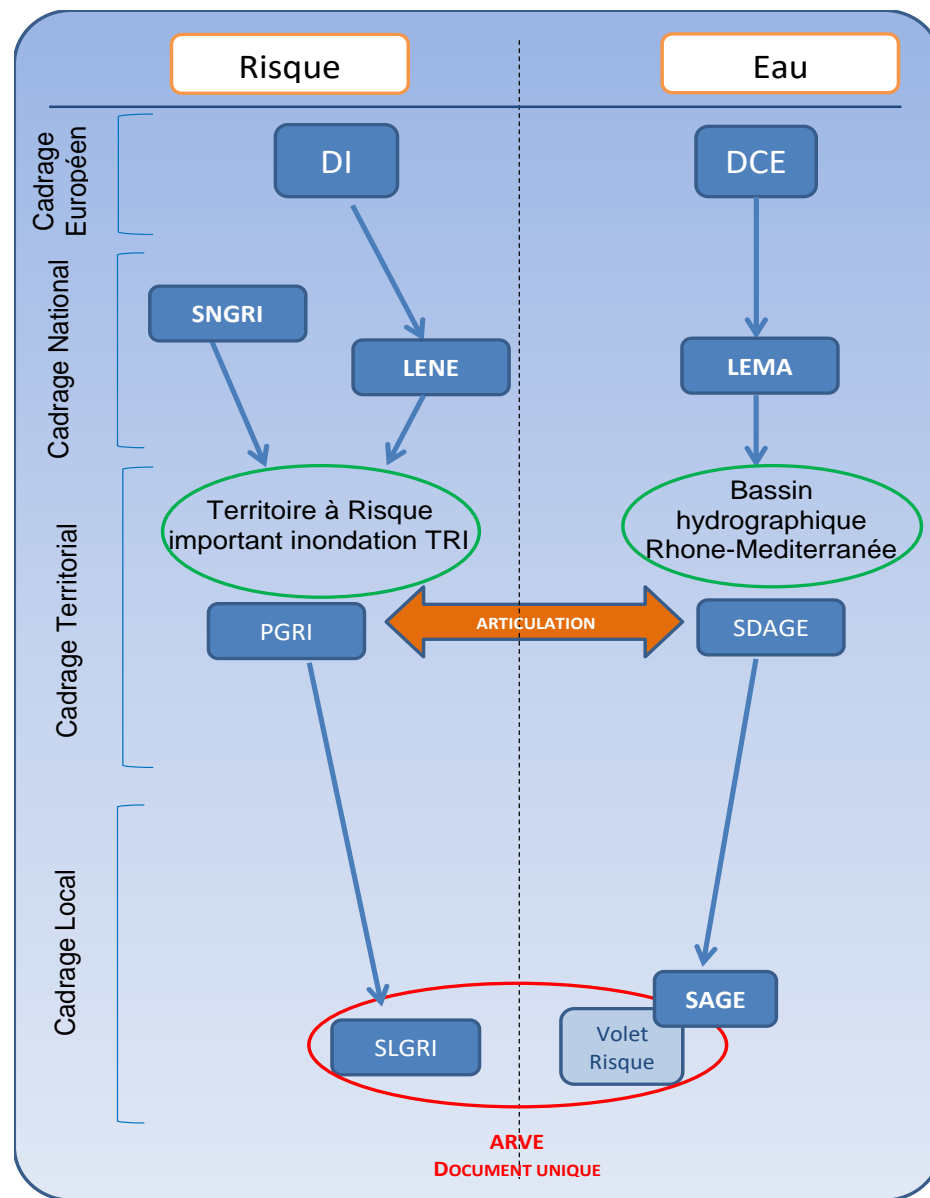 Risque
Eau
Cadrage
Européen
DI
DCE
Cadrage National
SNGRI
LENE
LEMA
Cadrage Territorial
Territoire à Risque
important inondation TRI
Bassin
hydrographique
Rhone-Mediterranée
PGRI
ARTICULATION
SDAGE
Cadrage Local
SAGE
SLGRI
Volet
Risque
ARVE
DOCUMENT UNIQUE